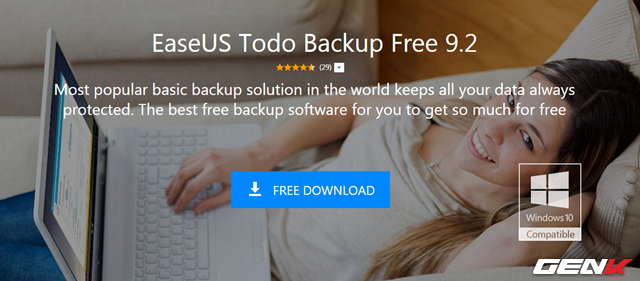 EaseUS Todo Backup Free 9.2
(29)
Most popular basic backup solution in the world keeps all your data always
protected. The best free backup software for you to get so much for free
FREE DOWNLOAD
Windows10
Compatible
GENK